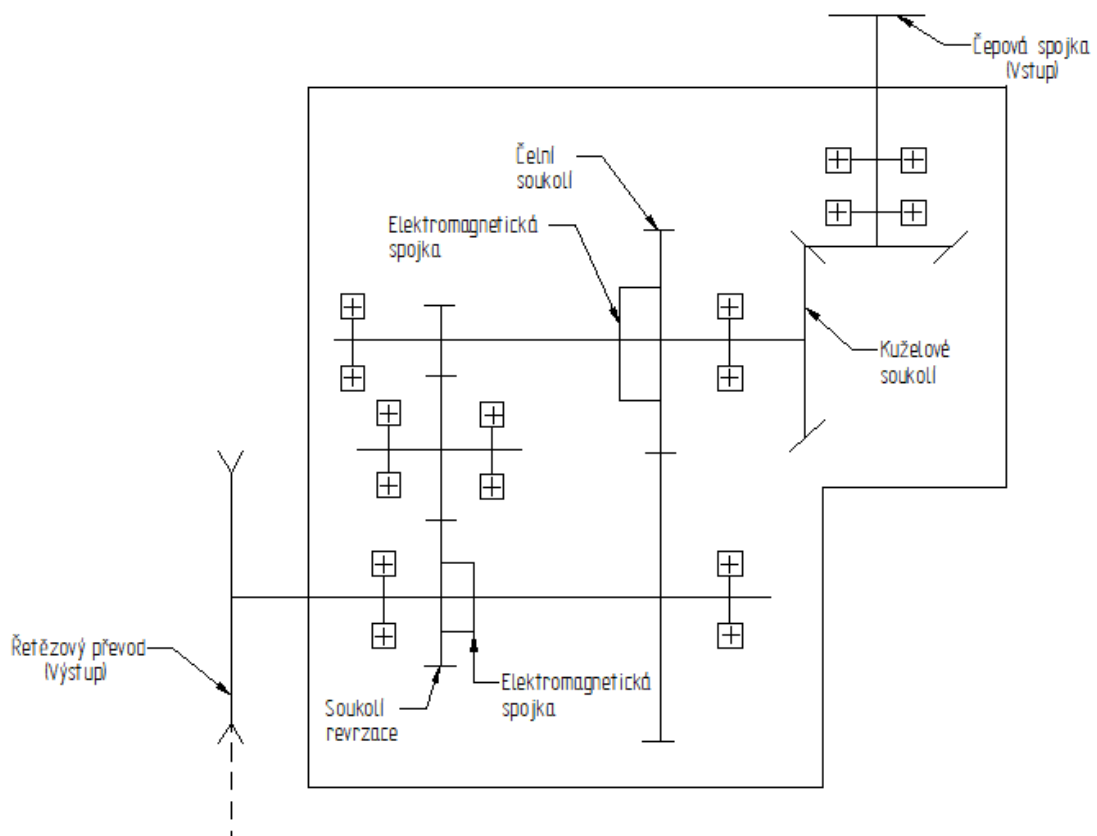 Čepová spojka
(Vstup)
Čelní
soukolí
Elektromagnetická
spojka
Kuželové
soukolí
Řetězový převod
(Výstup)
Elektromagnetická
spojka
Soukolí
revrzace